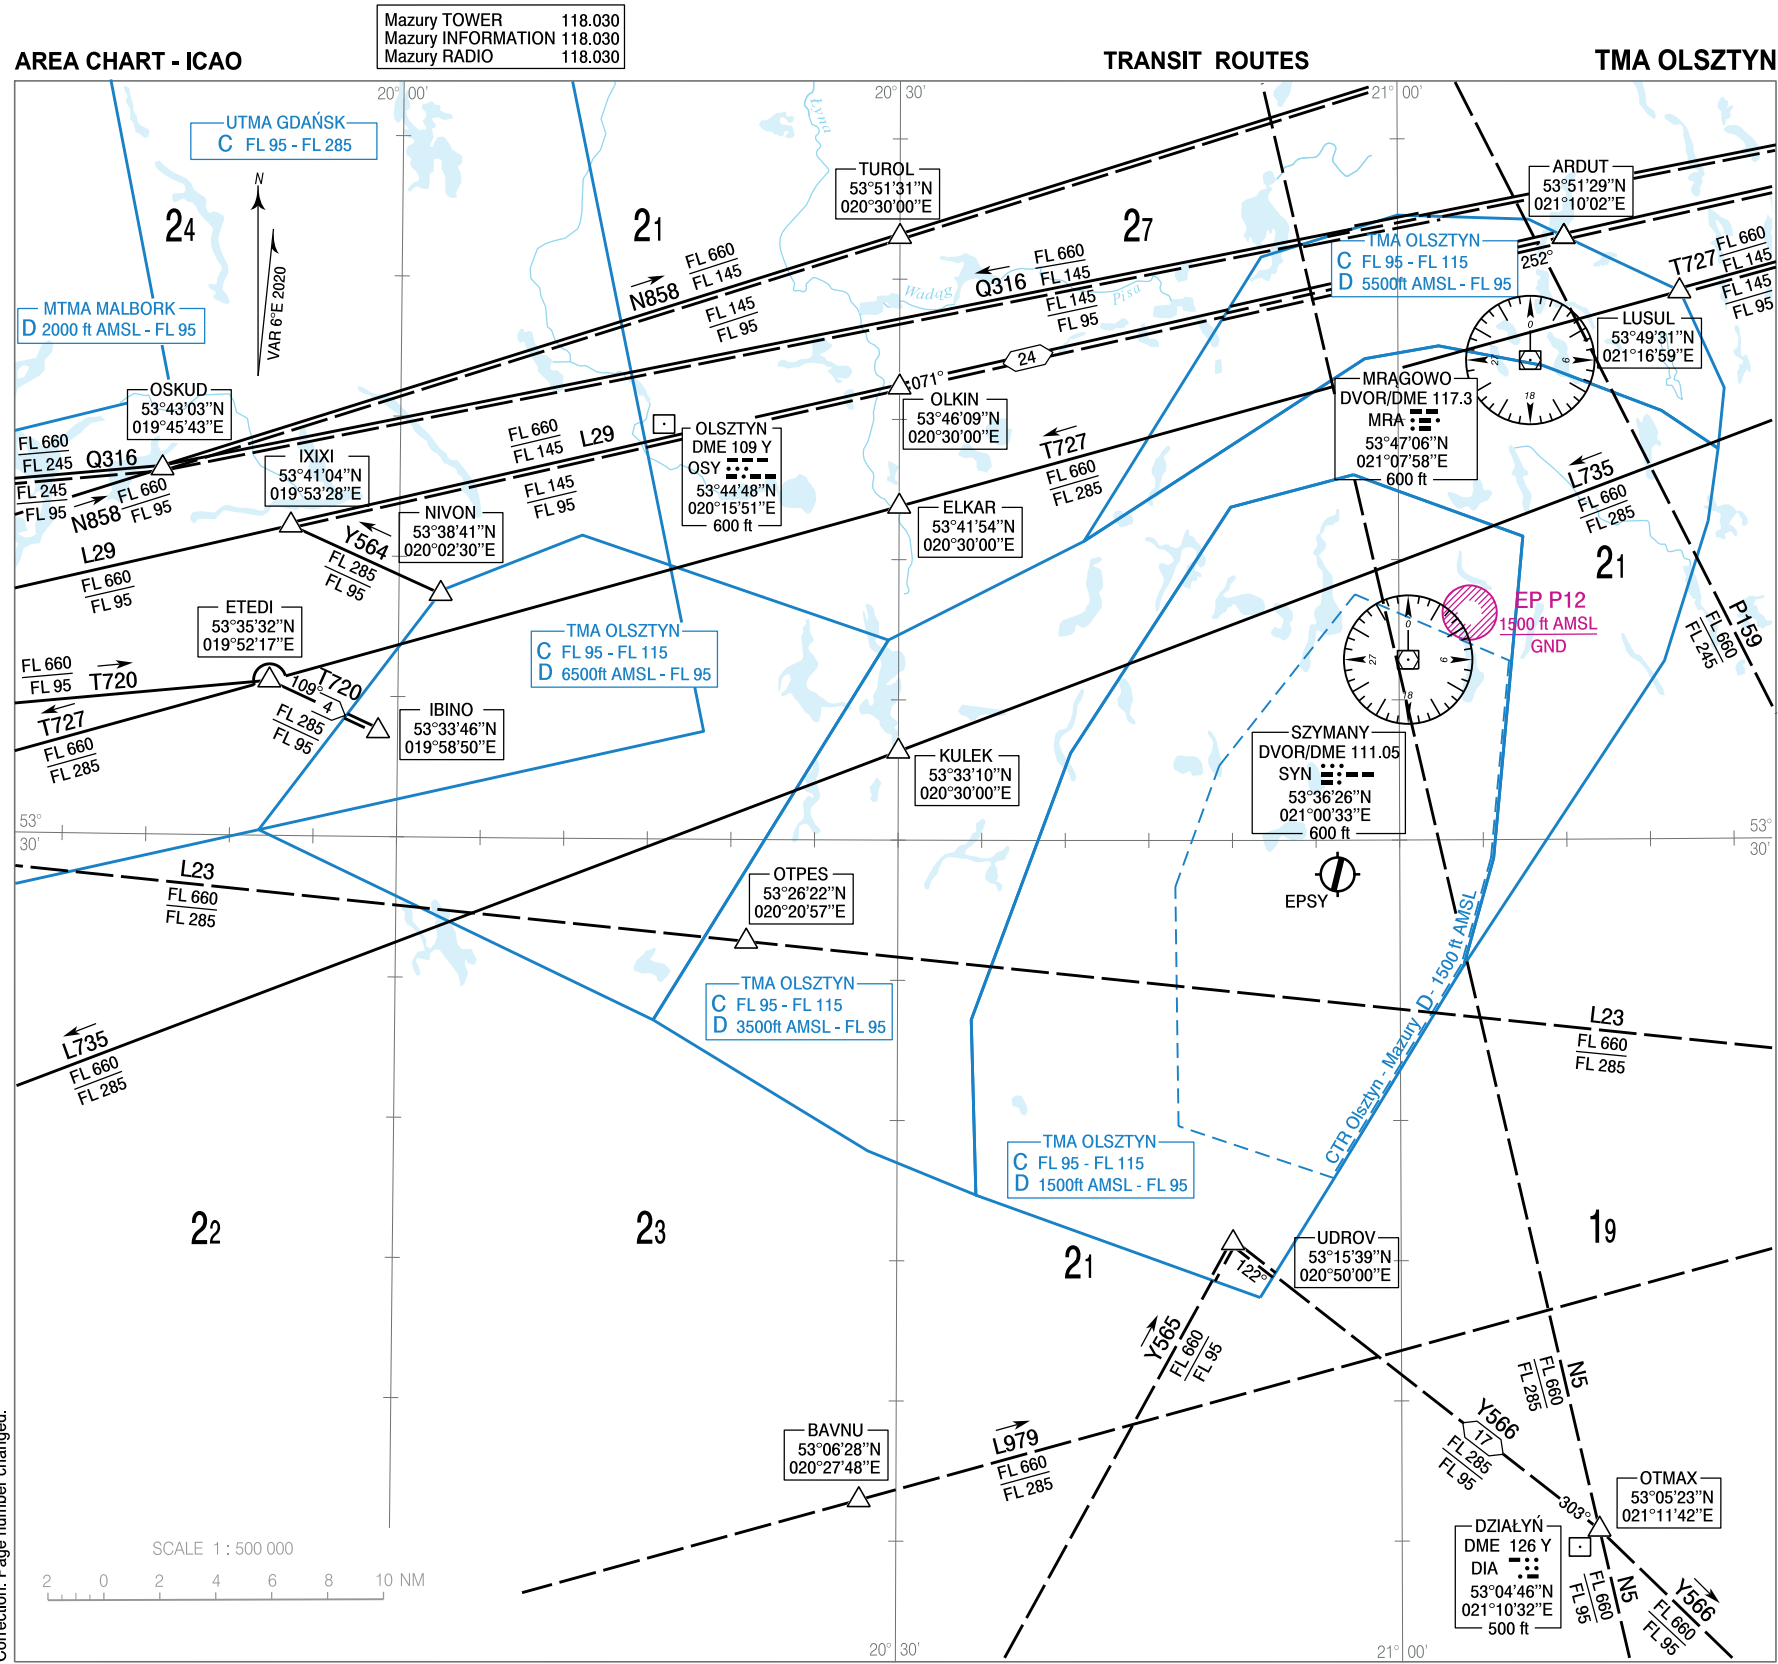 Mazury TOWER 118.030
Mazury INFORMATION 118.030
Mazury RADIO 118.030
AREA CHART - ICAO
TRANSIT ROUTES
TMA OLSZTYN
20° 00'
20° 30'
21° 00'
UTMA GDAŃSK
C FL 95 - FL 285
N
VAR 6°E 2020
24
21
27
Łyna
TUROL
53°51'31"N
020°30'00"E
ARDUT
53°51'29"N
021°10'02"E
MTMA MALBORK
D 2000 ft AMSL - FL 95
N858
FL 660
FL 145
FL 145
FL 95
Wadąg
Pisa
Q316
FL 660
FL 145
FL 145
FL 95
TMA OLSZTYN
C FL 95 - FL 115
D 5500ft AMSL - FL 95
252°
T727
FL 660
FL 145
FL 145
FL 95
LUSUL
53°49'31"N
021°16'59"E
OSKUD
53°43'03"N
019°45'43"E
24
071°
OLKIN
53°46'09"N
020°30'00"E
MRĄGOWO
DVOR/DME 117.3
MRA
53°47'06"N
021°07'58"E
600 ft
0
9
18
27
FL 660
FL 245
Q316
FL 245
FL 95
N858
FL 660
FL 95
IXIXI
53°41'04"N
019°53'28"E
FL 660
FL 145
L29
FL 145
FL 95
OLSZTYN
DME 109 Y
OSY
53°44'48"N
020°15'51"E
600 ft
T727
FL 660
FL 285
L735
FL 660
FL 285
NIVON
53°38'41"N
020°02'30"E
Y564
FL 285
FL 95
ELKAR
53°41'54"N
020°30'00"E
L29
FL 660
FL 95
21
ETEDI
53°35'32"N
019°52'17"E
TMA OLSZTYN
C FL 95 - FL 115
D 6500ft AMSL - FL 95
EP P12
1500 ft AMSL
GND
P159
FL 660
FL 245
0
9
18
27
FL 660
FL 95
T720
T727
FL 660
FL 285
109°
4
T720
FL 285
FL 95
IBINO
53°33'46"N
019°58'50"E
KULEK
53°33'10"N
020°30'00"E
SZYMANY
DVOR/DME 111.05
SYN
53°36'26"N
021°00'33"E
600 ft
53°
30'
53°
30'
L23
FL 660
FL 285
OTPES
53°26'22"N
020°20'57"E
EPSY
TMA OLSZTYN
C FL 95 - FL 115
D 3500ft AMSL - FL 95
CTR Olsztyn - Mazury D - 1500 ft AMSL
L23
FL 660
FL 285
L735
FL 660
FL 285
TMA OLSZTYN
C FL 95 - FL 115
D 1500ft AMSL - FL 95
22
23
21
19
UDROV
53°15'39"N
020°50'00"E
122°
Y565
FL 660
FL 95
N5
FL 660
FL 285
Y566
17
FL 285
FL 95
BAVNU
53°06'28"N
020°27'48"E
L979
FL 660
FL 285
OTMAX
53°05'23"N
021°11'42"E
303°
DZIAŁYŃ
DME 126 Y
DIA
53°04'46"N
021°10'32"E
500 ft
N5
FL 660
FL 95
Y566
FL 660
FL 95
SCALE 1 : 500 000
2 0 2 4 6 8 10 NM
20° 30'
21° 00'
Correction: Page number changed.